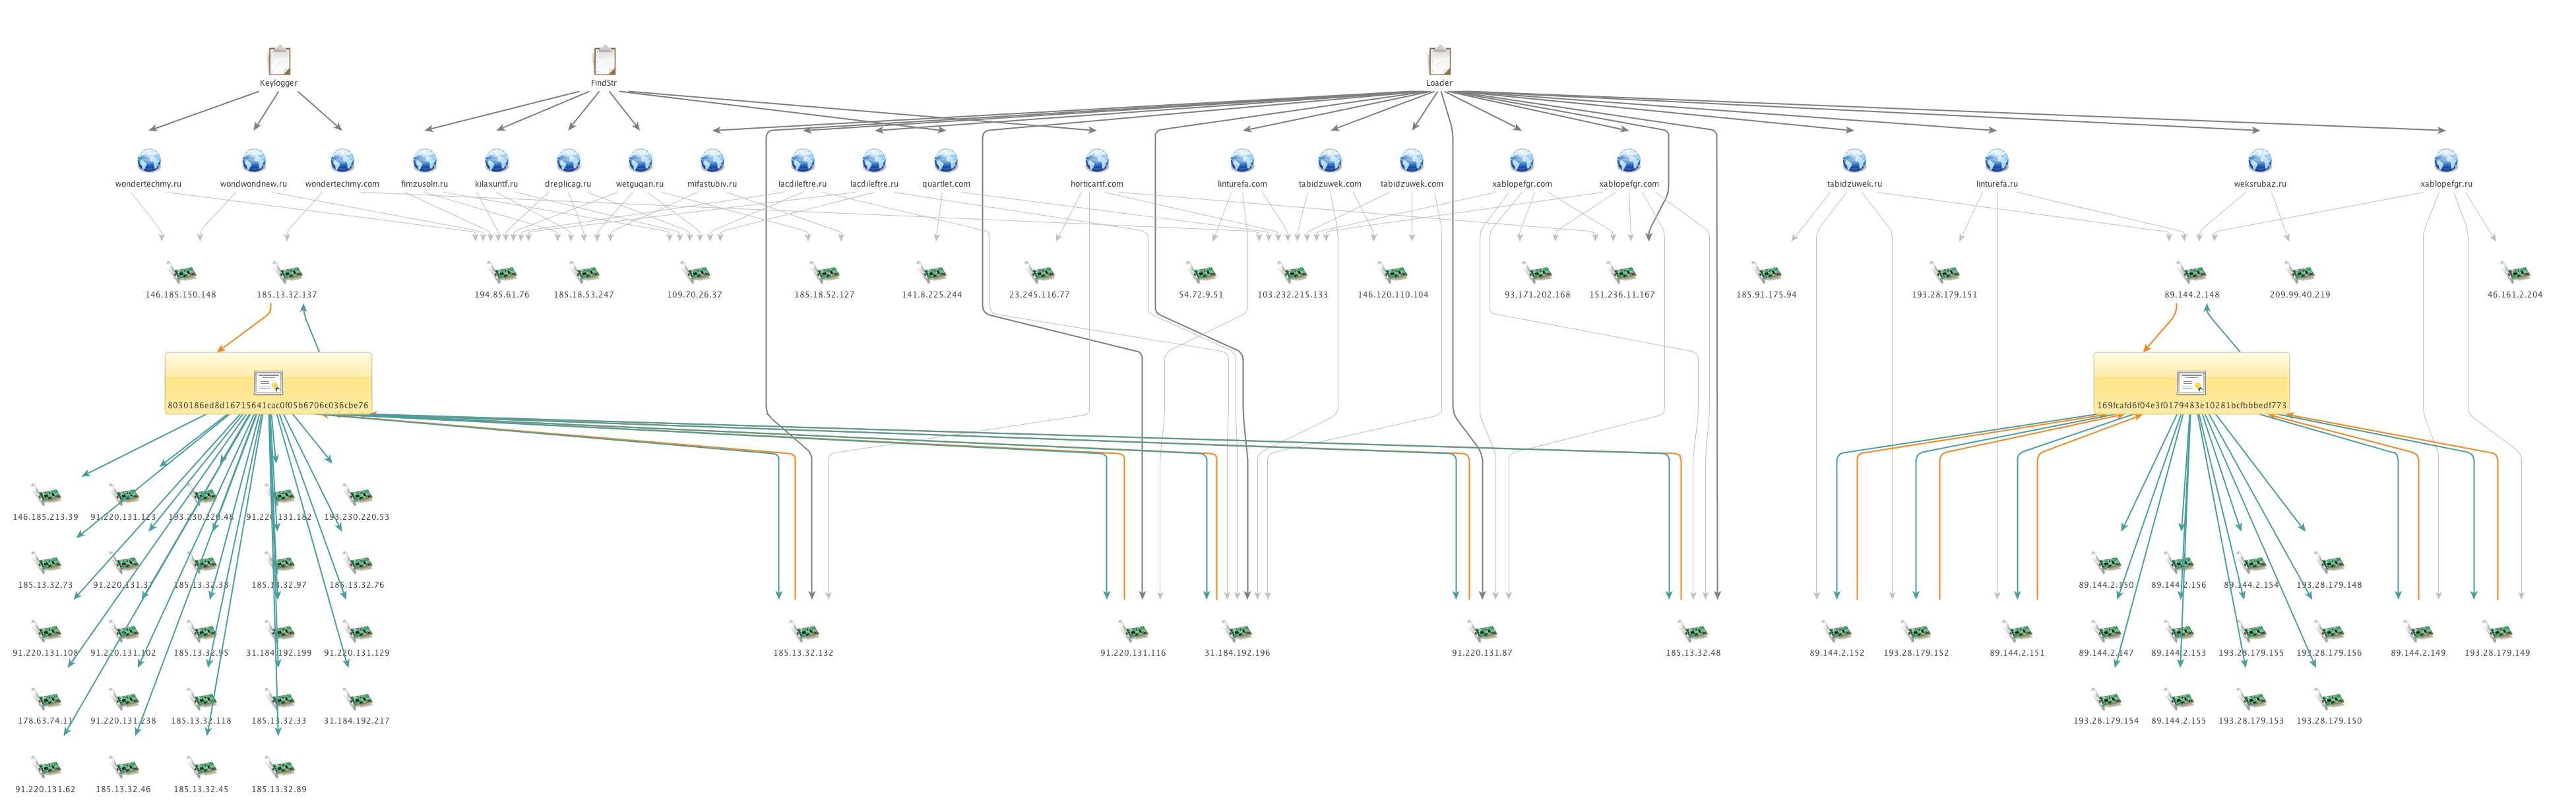 Keylogger
FindStr
Loader
wondertechmy.ru
wondwondnew.ru
wondertechmy.com
fimzusoln.ru
kilaxuntf.ru
dreplicag.ru
wetguqan.ru
mifastubiv.ru
lacdileftre.ru
lacdileftre.ru
quartlet.com
horticartf.com
linturefa.com
tabidzuwek.com
tabidzuwek.com
xablopefgr.com
xablopefgr.com
tabidzuwek.ru
linturefa.ru
weksrubaz.ru
xablopefgr.ru
146.185.150.148
185.13.32.137
194.85.61.76
185.18.53.247
109.70.26.37
185.18.52.127
141.8.225.244
23.245.116.77
54.72.9.51
103.232.215.133
146.120.110.104
93.171.202.168
151.236.11.167
185.91.175.94
193.28.179.151
89.144.2.148
209.99.40.219
46.161.2.204
8030186ed8d16715641cac0f05b6706c036cbe76
169fcafd6f04e3f0179483e10281bcfbbbedf773
146.185.213.39
91.220.131.123
193.230.220.48
91.220.131.182
193.230.220.53
185.13.32.73
91.220.131.37
185.13.32.38
185.13.32.97
185.13.32.76
89.144.2.150
89.144.2.156
89.144.2.154
193.28.179.148
91.220.131.108
91.220.131.102
185.13.32.95
31.184.192.199
91.220.131.129
185.13.32.132
91.220.131.116
31.184.192.196
91.220.131.87
185.13.32.48
89.144.2.152
193.28.179.152
89.144.2.151
89.144.2.147
89.144.2.153
193.28.179.155
193.28.179.156
89.144.2.149
193.28.179.149
178.63.74.11
91.220.131.238
185.13.32.118
185.13.32.33
31.184.192.217
193.28.179.154
89.144.2.155
193.28.179.153
193.28.179.150
91.220.131.62
185.13.32.46
185.13.32.45
185.13.32.89